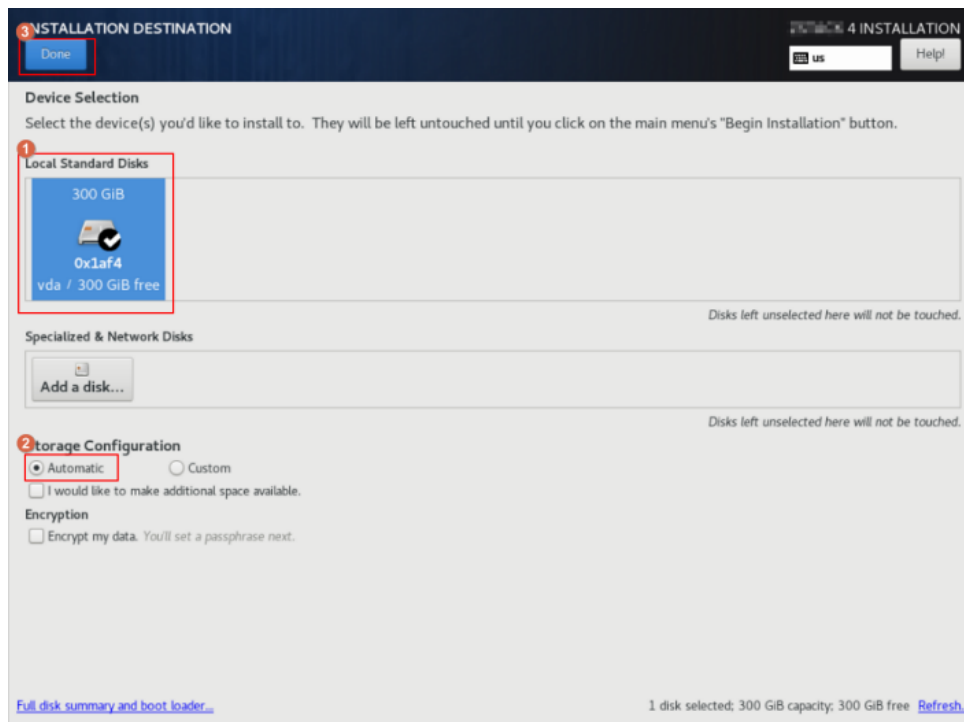 INSTALLATION DESTINATION
4 INSTALLATION
3
Done
us
Help!
Device Selection
Select the device(s) you'd like to install to. They will be left untouched until you click on the main menu's "Begin Installation" button.
1
Local Standard Disks
300 GiB
0x1af4
vda / 300 GiB free
Disks left unselected here will not be touched.
Specialized & Network Disks
Add a disk...
Disks left unselected here will not be touched.
2
Storage Configuration
Automatic
Custom
I would like to make additional space available.
Encryption
Encrypt my data. You'll set a passphrase next.
Full disk summary and boot loader...
1 disk selected; 300 GiB capacity; 300 GiB free Refresh.